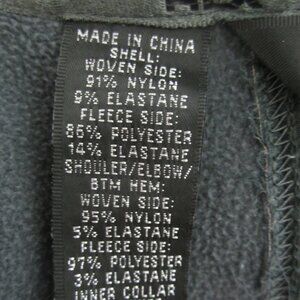 MADE IN CHINA
SHELL:
WOVEN SIDE:
91% NYLON
9% ELASTANE
FLEECE SIDE:
86% POLYESTER
14% ELASTANE
SHOULER/ELBOW/
BTM HEM:
WOVEN SIDE:
95% NYLON
5% ELASTANE
FLEECE SIDE:
97% POLYESTER
3% ELASTANE
INNER COLLAR